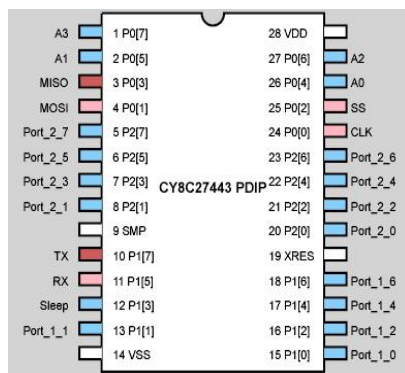 A3 1 P0[7] 28 VDD
A1 2 P0[5] 27 P0[6] A2
MISO 3 P0[3] 26 P0[4] A0
MOSI 4 P0[1] 25 P0[2] SS
Port_2_7 5 P2[7] 24 P0[0] CLK
Port_2_5 6 P2[5] 23 P2[6] Port_2_6
Port_2_3 7 P2[3] CY8C27443 PDIP 22 P2[4] Port_2_4
Port_2_1 8 P2[1] 21 P2[2] Port_2_2
9 SMP 20 P2[0] Port_2_0
TX 10 P1[7] 19 XRES
RX 11 P1[5] 18 P1[6] Port_1_6
Sleep 12 P1[3] 17 P1[4] Port_1_4
Port_1_1 13 P1[1] 16 P1[2] Port_1_2
14 VSS 15 P1[0] Port_1_0